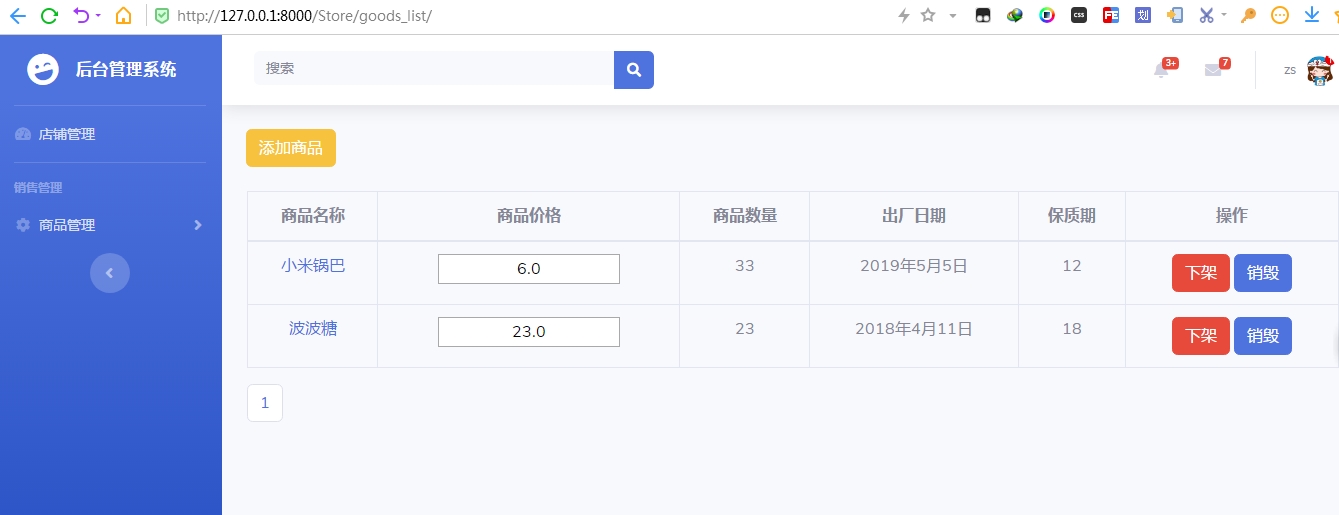 http://127.0.0.1:8000/Store/goods_list/
CSS
FE
划
后台管理系统
搜索
3+
7
zs
店铺管理
销售管理
商品管理
添加商品
商品名称 商品价格 商品数量 出厂日期 保质期 操作
小米锅巴 6.0 33 2019年5月5日 12 下架 销毁
波波糖 23.0 23 2018年4月11日 18 下架 销毁
1